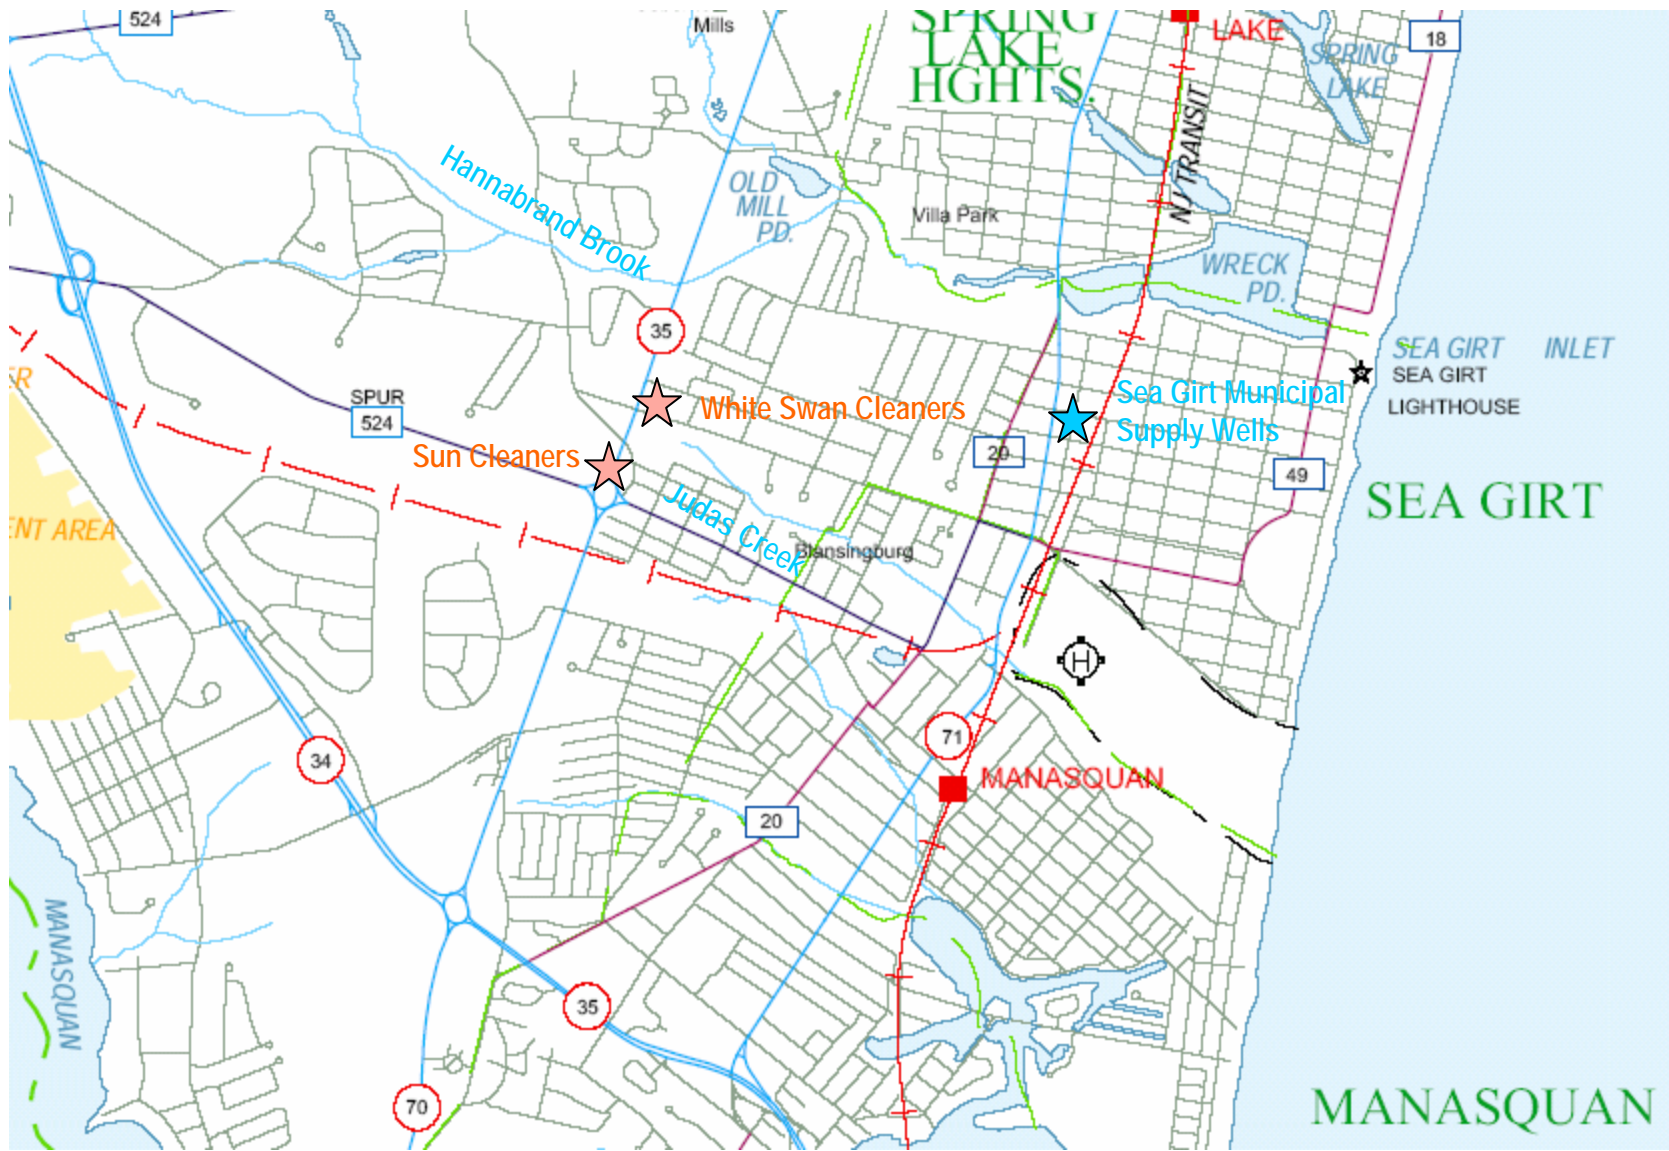 524
Mills
SPRING
LAKE
HGHTS.
LAKE
18
SPRING
LAKE
NJ TRANSIT
Hannabrand Brook
OLD
MILL
PD.
Villa Park
WRECK
PD.
35
SEA GIRT INLET
SEA GIRT
LIGHTHOUSE
SPUR
524
White Swan Cleaners
Sea Girt Municipal
Supply Wells
Sun Cleaners
20
49
SEA GIRT
Judas Creek
Blansingburg
ENT AREA
ER
H
34
71
MANASQUAN
20
MANASQUAN
35
70
MANASQUAN